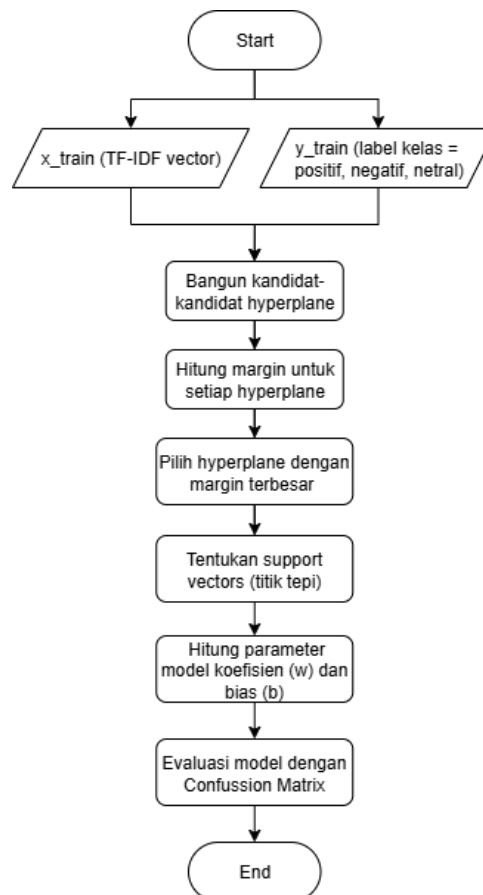 Start
x_train (TF-IDF vector)
y_train (label kelas =
positif, negatif, netral)
Bangun kandidat-
kandidat hyperplane
Hitung margin untuk
setiap hyperplane
Pilih hyperplane dengan
margin terbesar
Tentukan support
vectors (titik tepi)
Hitung parameter
model koefisien (w) dan
bias (b)
Evaluasi model dengan
Confussion Matrix
End